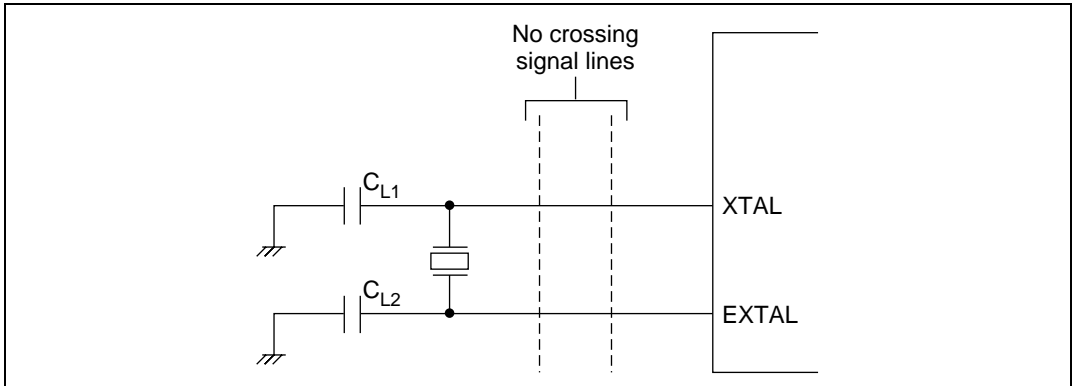 No crossing
signal lines
CL1
XTAL
CL2
EXTAL